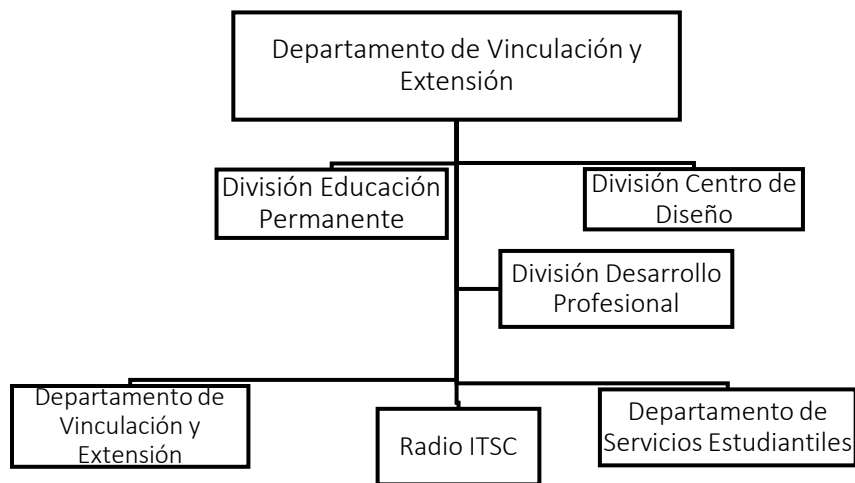 Departamento de Vinculación y
Extensión
División Educación
Permanente
División Centro de
Diseño
División Desarrollo
Profesional
Departamento de
Vinculación y
Extensión
Radio ITSC
Departamento de
Servicios Estudiantiles